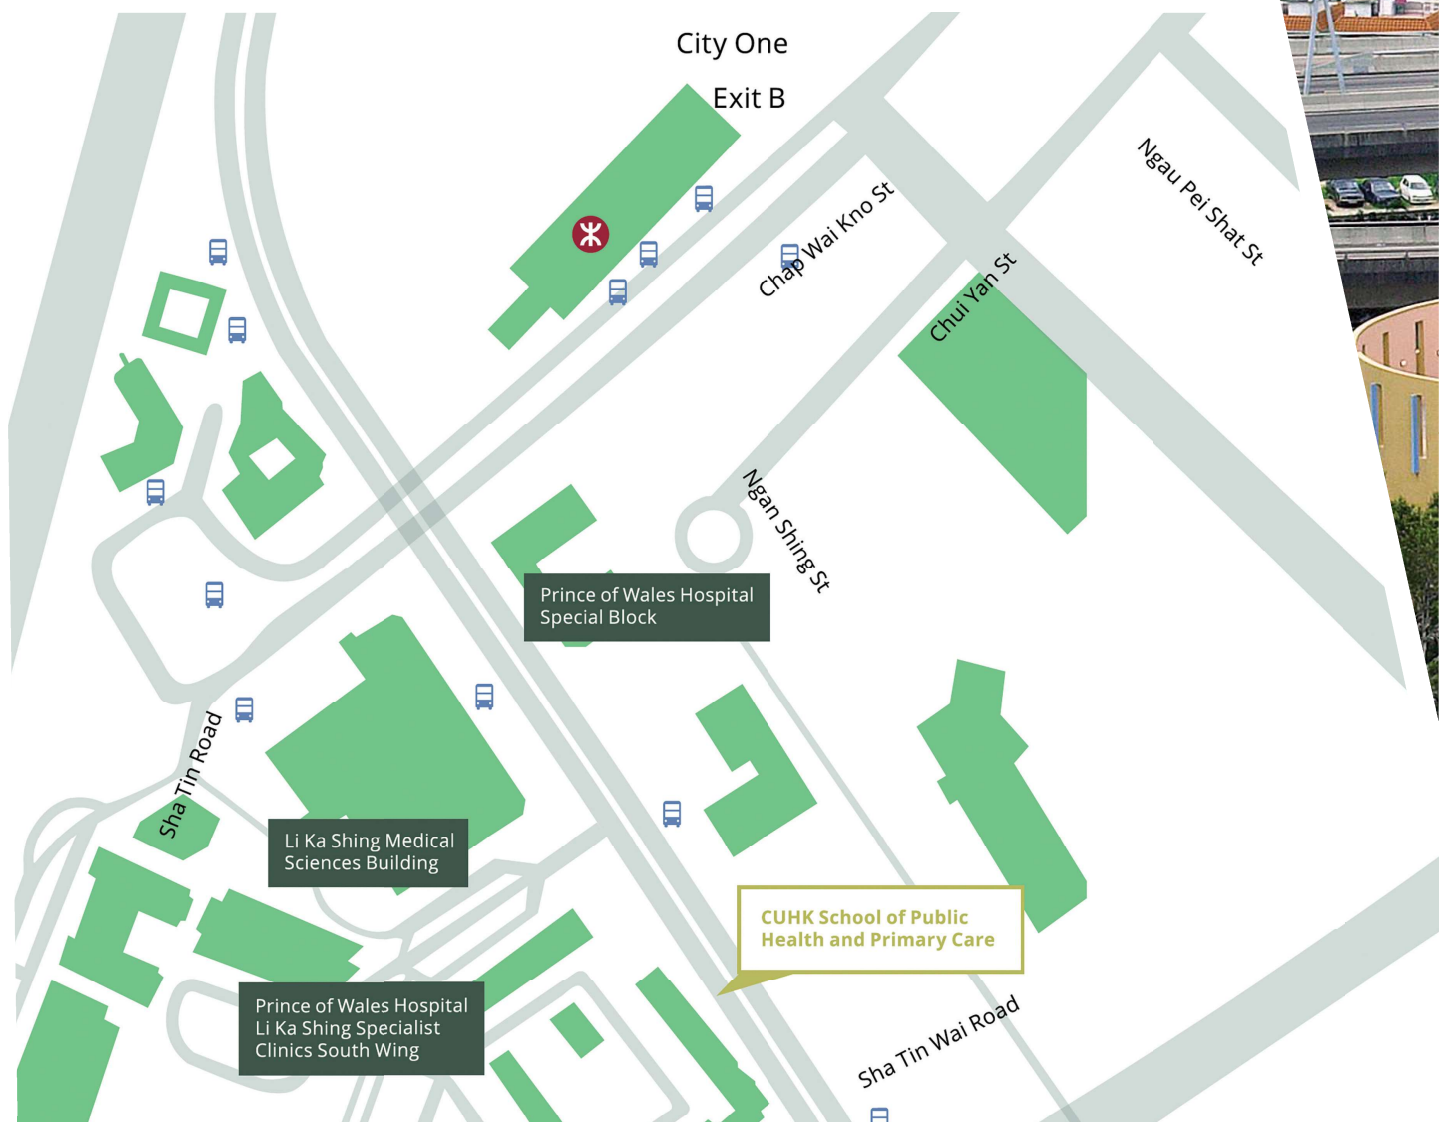 City One
Exit B
Ngau Pei Shat St
Chap Wai Kno St
Chui Yan St
Ngan Shing St
Prince of Wales Hospital
Special Block
Sha Tin Road
Li Ka Shing Medical
Sciences Building
CUHK School of Public
Health and Primary Care
Prince of Wales Hospital
Li Ka Shing Specialist
Clinics South Wing
Sha Tin Wai Road